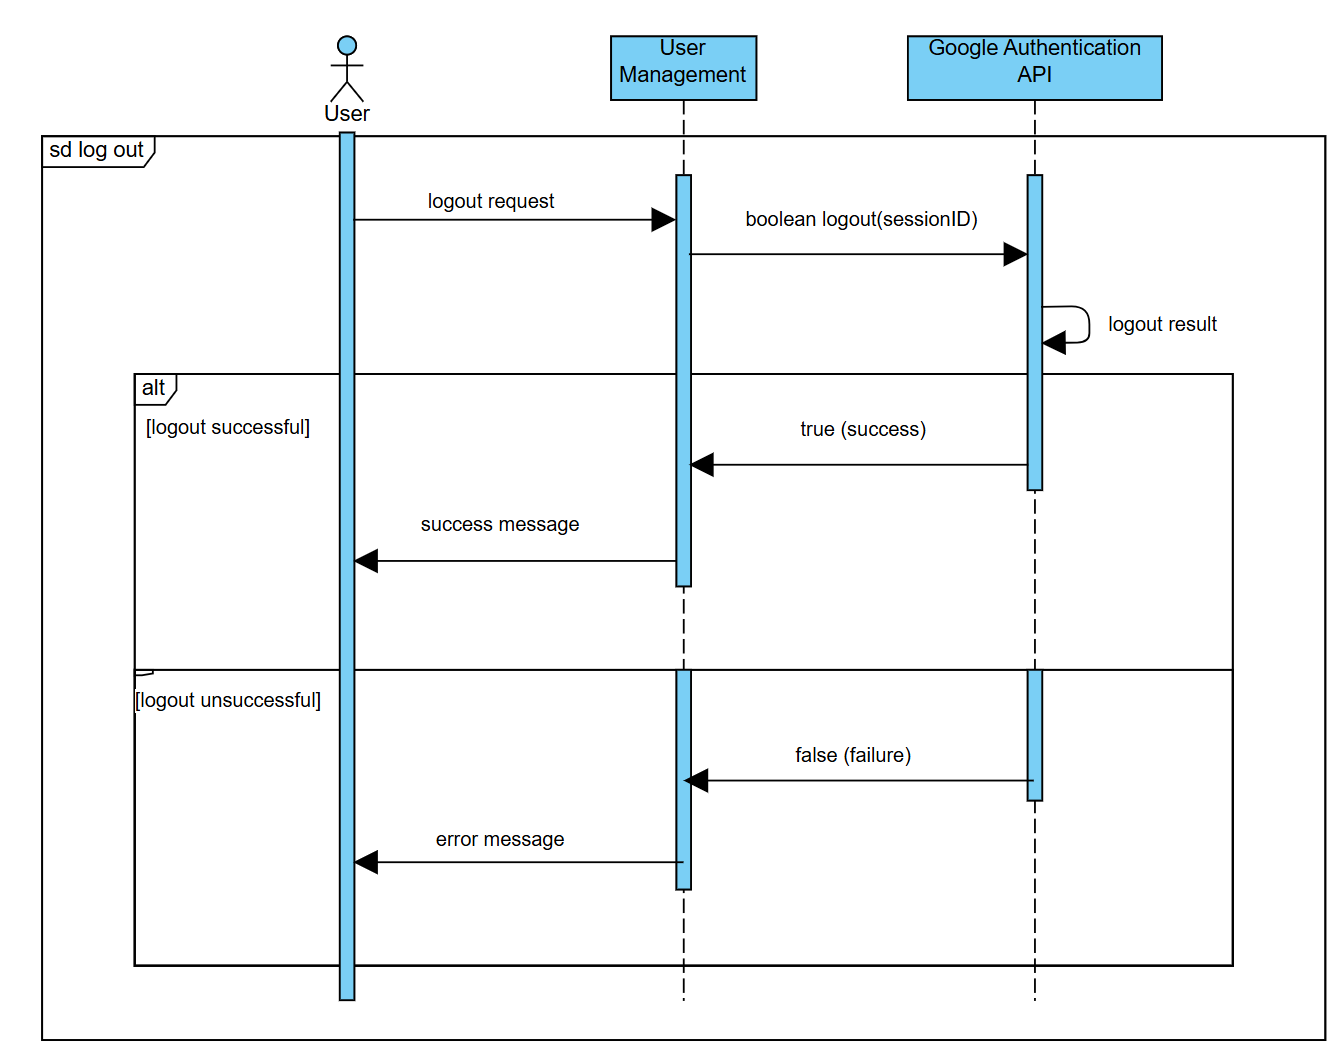 User
User
Management
Google Authentication
API
sd log out
logout request
boolean logout(sessionID)
logout result
alt
[logout successful]
true (success)
success message
[logout unsuccessful]
false (failure)
error message